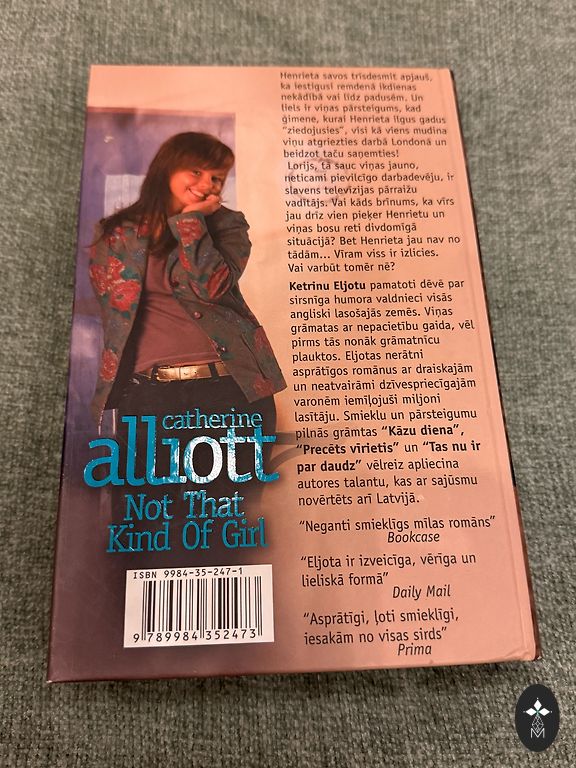 Henrieta savos trīsdesmit apjauš,
ka iestigusi remdenā ikdienas
nekādībā vai līdz padusēm. Un
liels ir viņas pārsteigums, kad
ģimene, kurai Henrieta ilgus gadus
"ziedojusies", visi kā viens mudina
viņu atgriezties darbā Londonā un
beidzot taču saņemties!
Lorijs, tā sauc viņas jauno,
neticami pievilcīgo darbadevēju, ir
slavens televīzijas pārraižu
vadītājs. Vai kāds brīnums, ka vīrs
jau drīz vien pieķer Henrietu un
viņas bosu reti divdomīgā
situācijā? Bet Henrieta jau nav no
tādām... Vīram viss ir izlicies.
Vai varbūt tomēr nē?
Ketrinu Eljotu pamatoti dēvē par
sirsnīga humora valdnieci visās
angliski lasošajās zemēs. Viņas
grāmatas ar nepacietību gaida, vēl
pirms tās nonāk grāmatnīcu
plauktos. Eljotas nerātni
asprātīgos romānus ar draiskajām
un neatvairāmi dzīvespriecīgajām
varonēm iemīļojuši miljoni
lasītāju. Smieklu un pārsteigumu
pilnās grāmtas "Kāzu diena",
"Precēts vīrietis" un "Tas nu ir
par daudz" vēlreiz apliecina
autores talantu, kas ar sajūsmu
novērtēts arī Latvijā.
"Neganti smieklīgs mīlas romāns"
Bookcase
"Eljota ir izveicīga, vērīga un
lieliskā formā"
Daily Mail
"Asprātīgi, ļoti smieklīgi,
iesakām no visas sirds"
Prima
catherine
alliott
Not That
Kind Of Girl
ISBN 9984-35-247-1
9 789984 352473
M